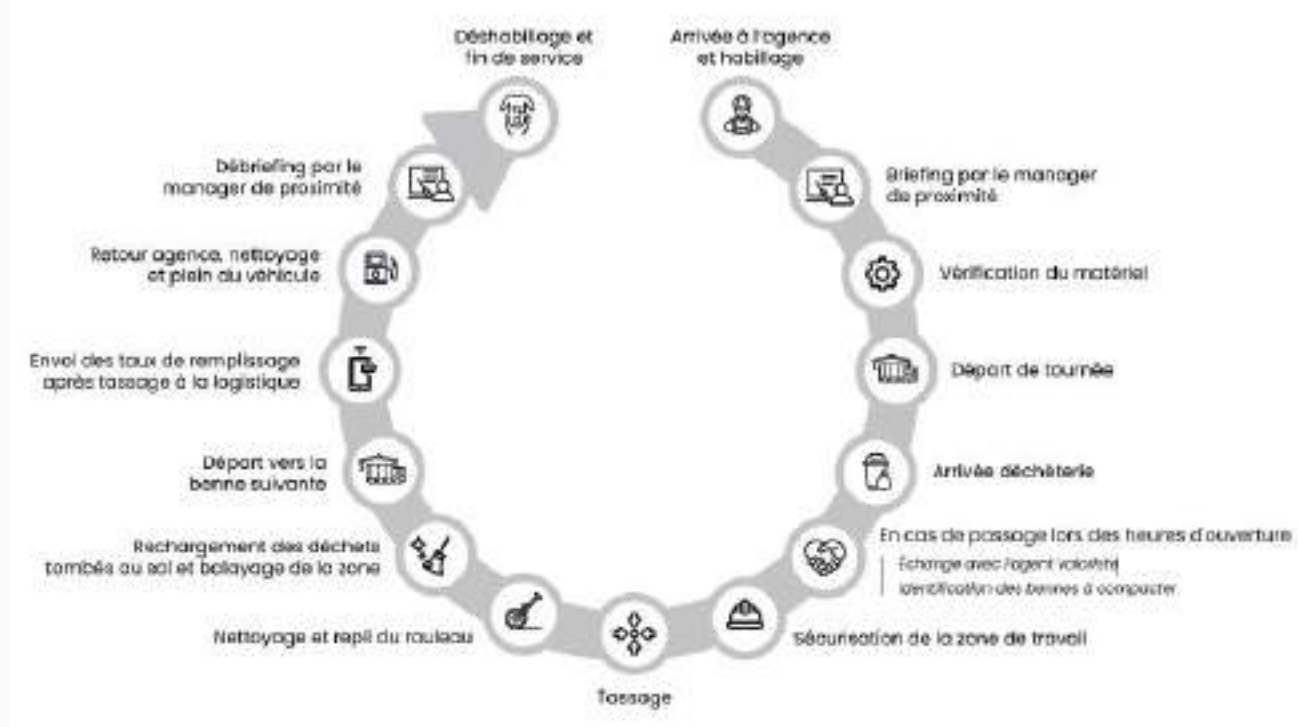 Déshabillage et
fin de service
Arrivée à l'agence
et habillage
Débriefing par le
manager de proximité
Briefing par le manager
de proximité
Retour agence, nettoyage
et plein du véhicule
Vérification du matériel
Envoi des taux de remplissage
après tassage à la logistique
Départ de tournée
Départ vers la
benne suivante
Arrivée déchèterie
Rechargement des déchets
tombés au sol et balayage de la zone
En cas de passage lors des heures d'ouverture
Échange avec l'agent valoriste
Identification des bennes à compacter
Nettoyage et repli du rouleau
Sécurisation de la zone de travail
Tassage